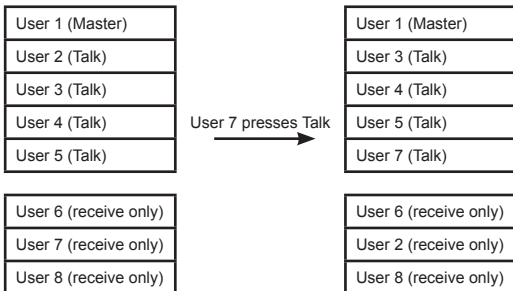 User 1 (Master)
User 2 (Talk)
User 3 (Talk)
User 4 (Talk)
User 5 (Talk)
User 6 (receive only)
User 7 (receive only)
User 8 (receive only)
User 7 presses Talk
User 1 (Master)
User 3 (Talk)
User 4 (Talk)
User 5 (Talk)
User 7 (Talk)
User 6 (receive only)
User 2 (receive only)
User 8 (receive only)